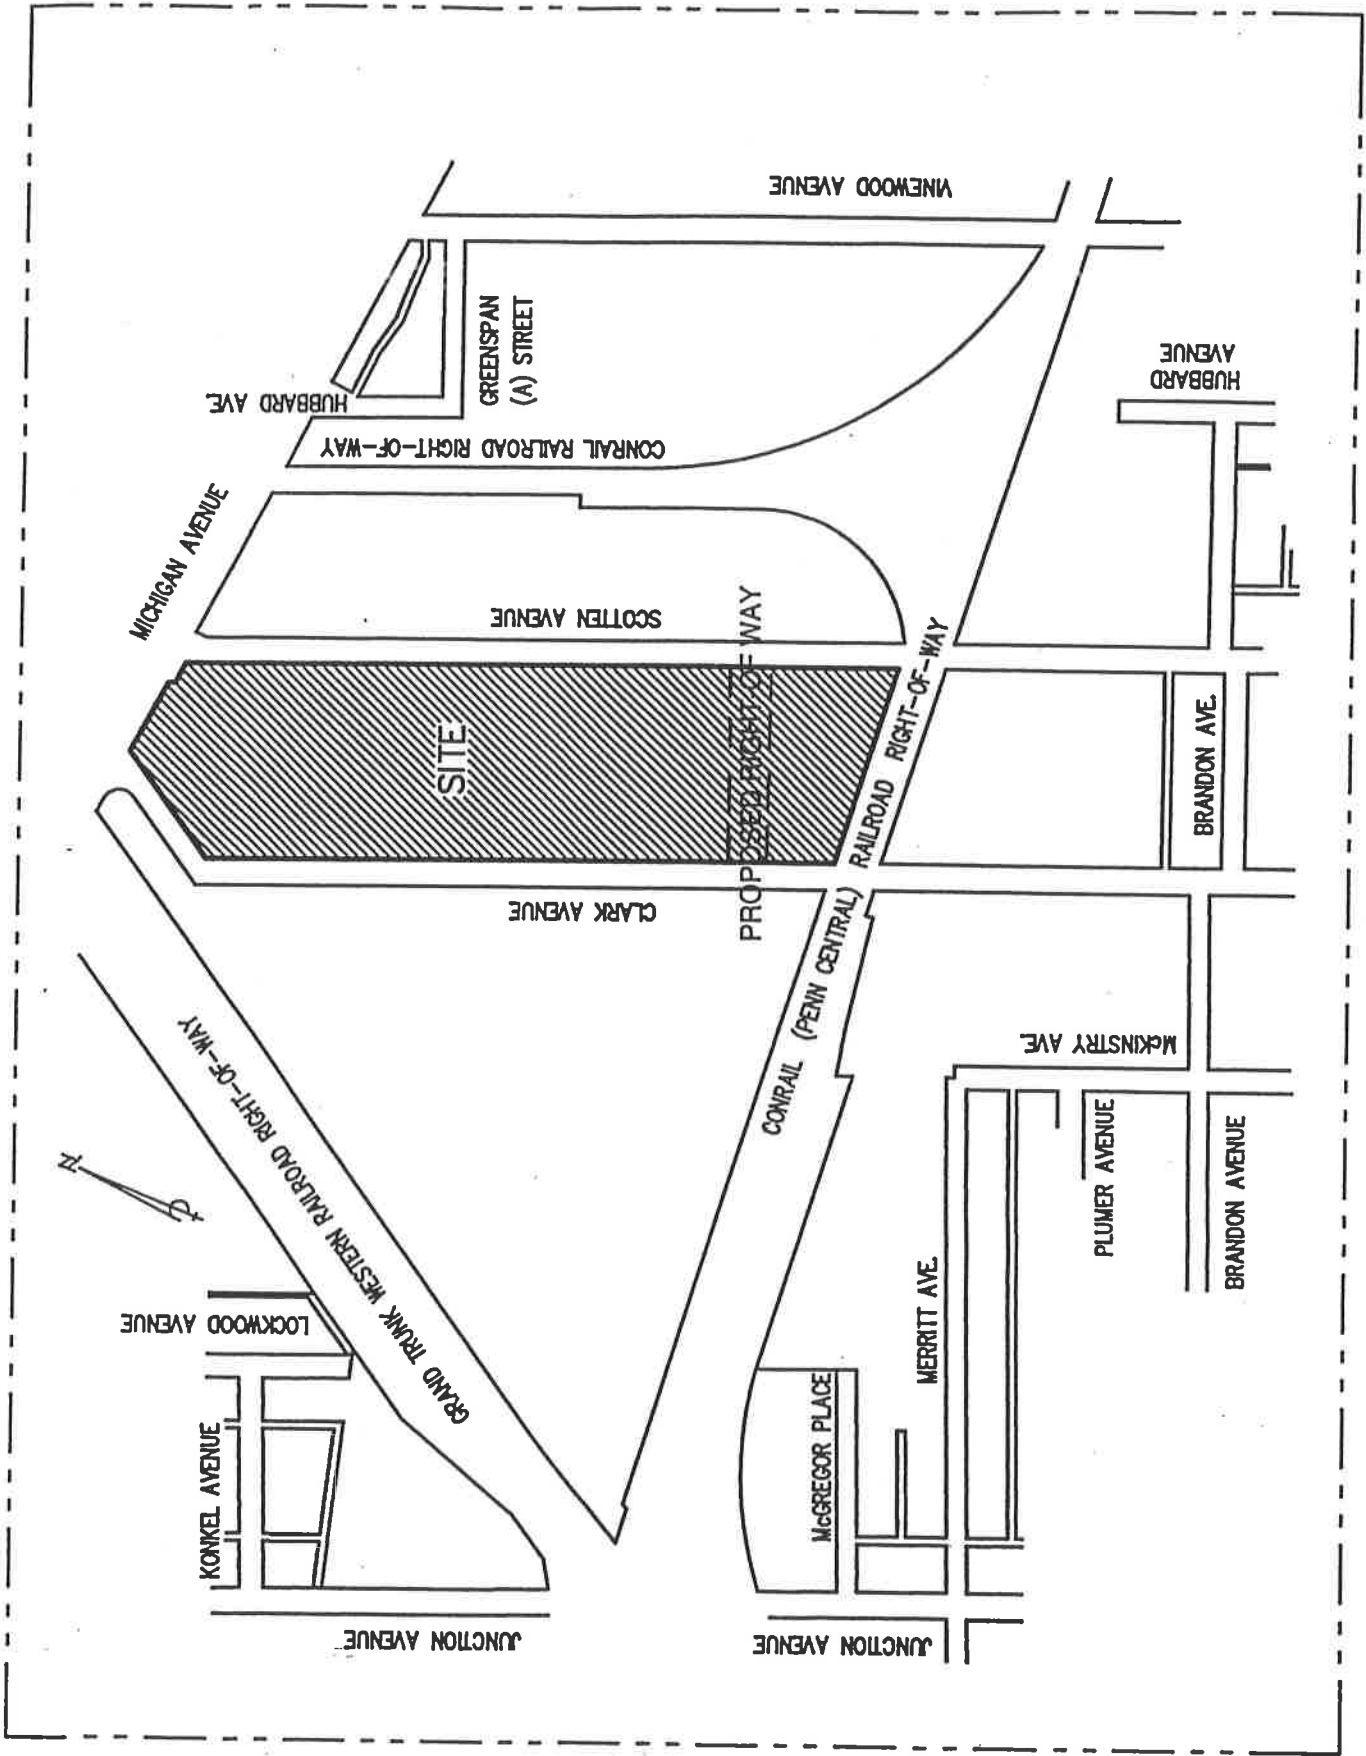 VINEWOOD AVENUE
GREENSPAN
(A) STREET
HUBBARD AVE.
HUBBARD
AVENUE
CONRAIL RAILROAD RIGHT-OF-WAY
MICHIGAN AVENUE
SCOTTEN AVENUE
SITE
PROPOSED RIGHT-OF WAY
CONRAIL (PENN CENTRAL) RAILROAD RIGHT-OF-WAY
BRANDON AVE.
CLARK AVENUE
GRAND TRUNK WESTERN RAILROAD RIGHT-OF-WAY
McKINSTRY AVE.
N
PLUMER AVENUE
BRANDON AVENUE
LOCKWOOD AVENUE
MERRITT AVE.
KONKEL AVENUE
McGREGOR PLACE
JUNCTION AVENUE
JUNCTION AVENUE